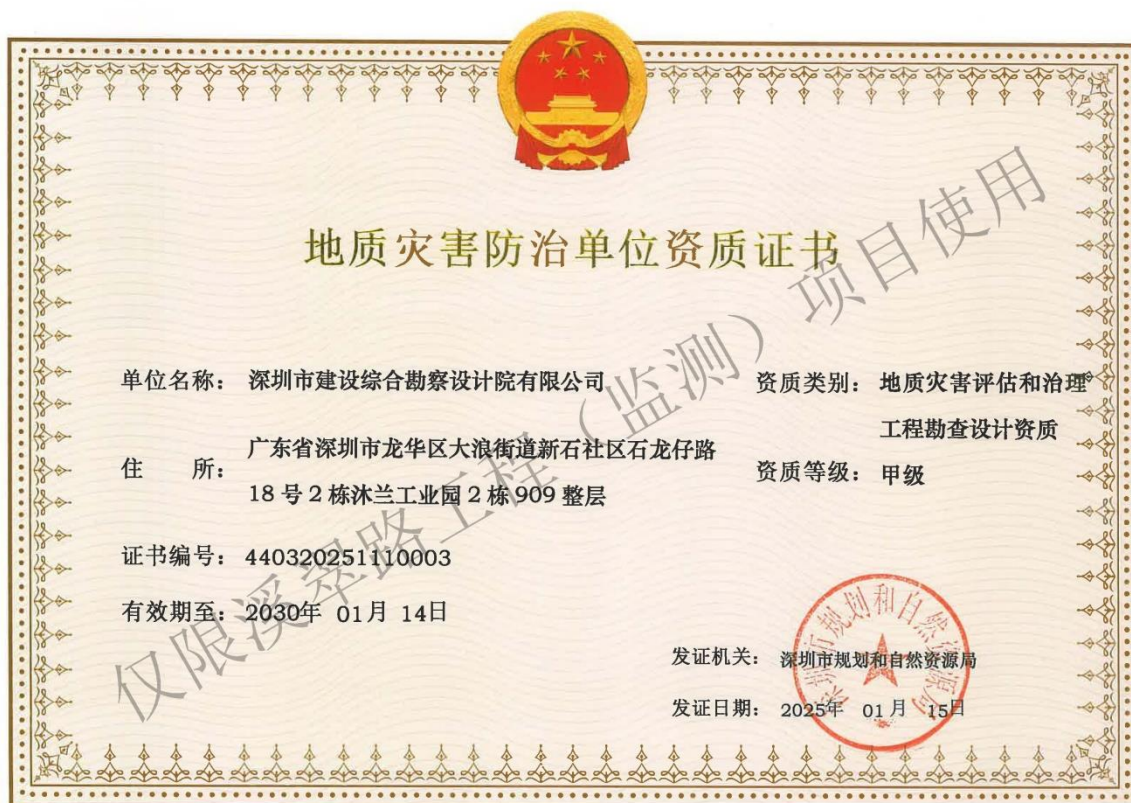 地质灾害防治单位资质证书
单位名称： 深圳市建设综合勘察设计院有限公司
住 所： 广东省深圳市龙华区大浪街道新石社区石龙仔路
18号2栋沐兰工业园2栋909整层
证书编号： 440320251110003
有效期至： 2030年 01月 14日
资质类别： 地质灾害评估和治理
工程勘查设计资质
资质等级： 甲级
发证机关： 深圳市规划和自然资源局
发证日期： 2025年 01月 15日
深圳市规划和自然资源局
仅限溪翠路工程（监测）项目使用